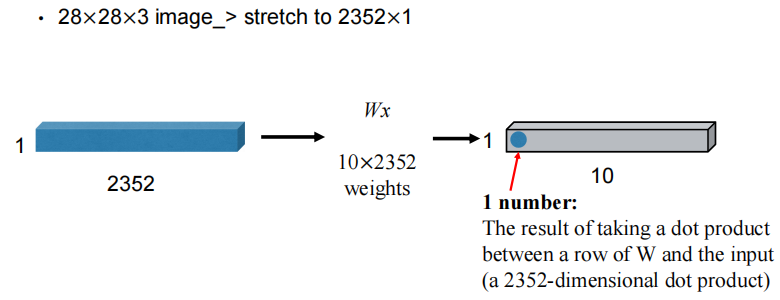 • 28×28×3 image_> stretch to 2352×1
Wx
1
1
10×2352
weights
2352
10
1 number:
The result of taking a dot product
between a row of W and the input
(a 2352-dimensional dot product)